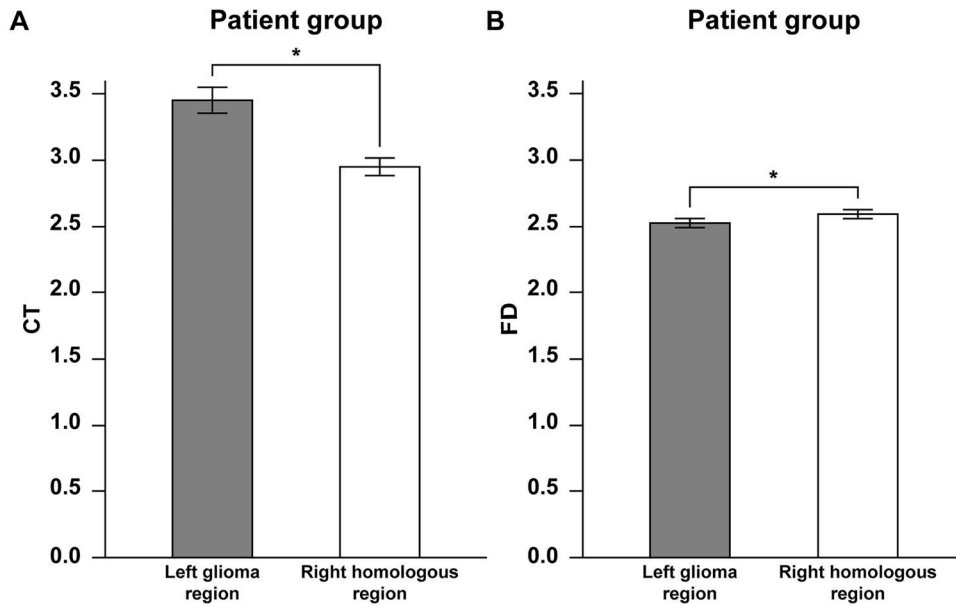 A
Patient group
*
3.5
3.0
2.5
2.0
1.5
1.0
0.5
0.0
CT
Left glioma
region
Right homologous
region
B
Patient group
*
3.5
3.0
2.5
2.0
1.5
1.0
0.5
0.0
FD
Left glioma
region
Right homologous
region